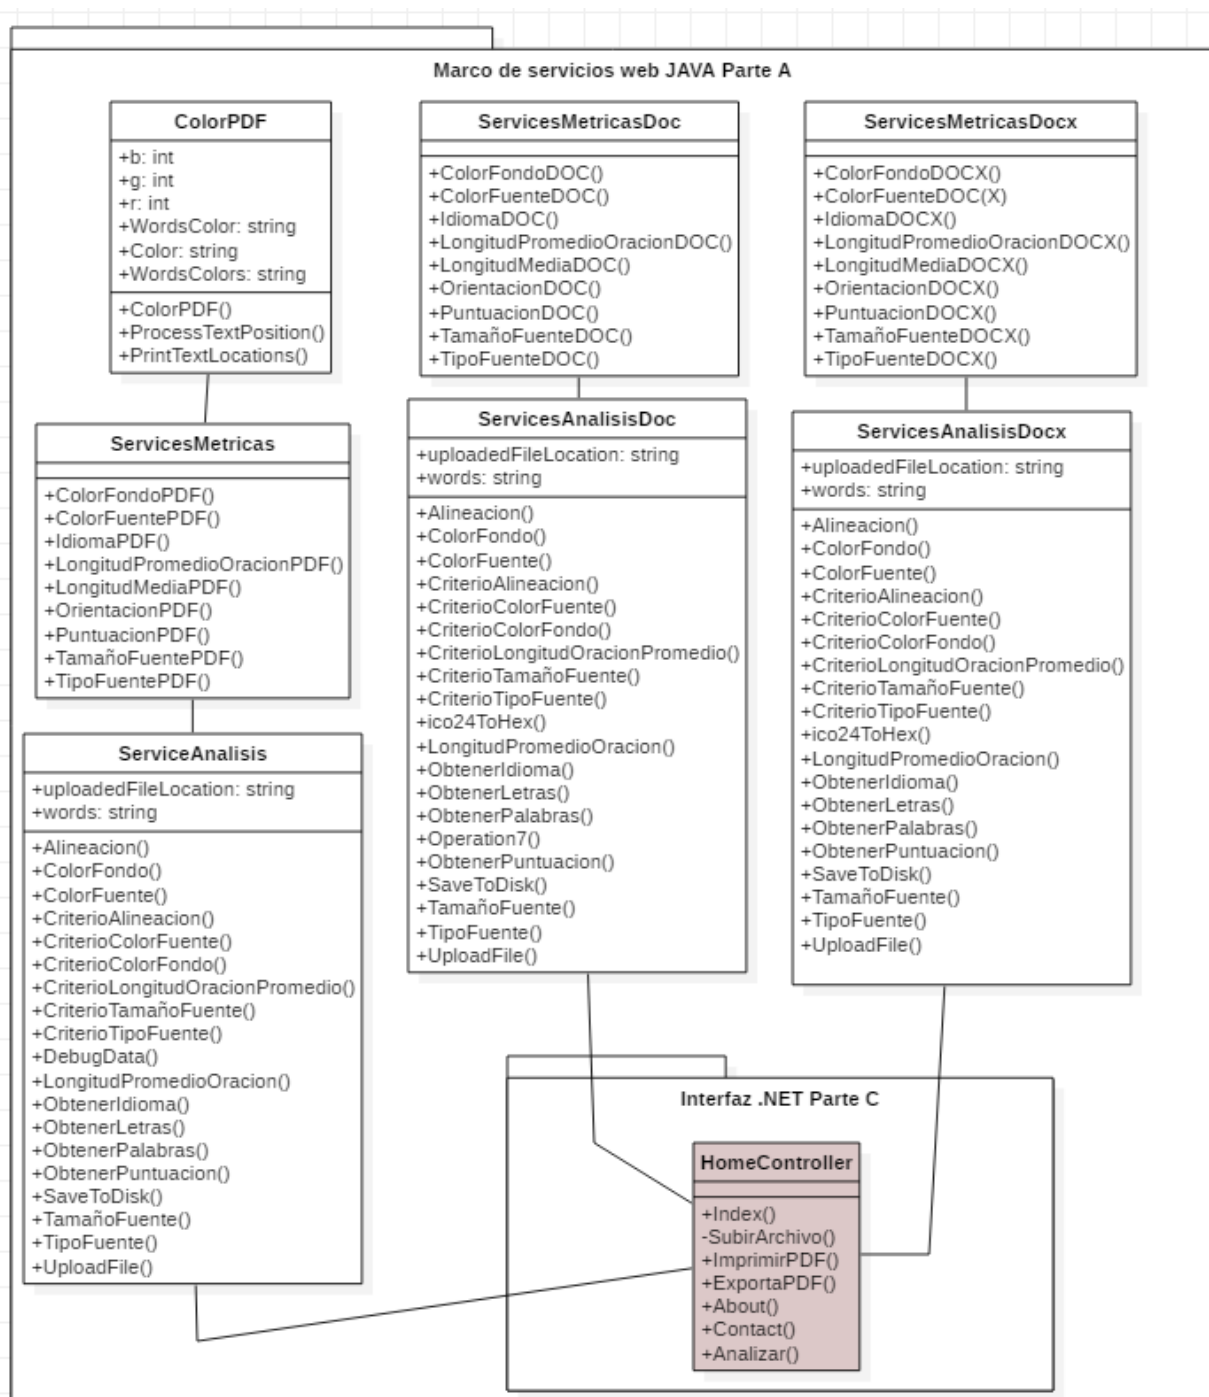 Marco de servicios web JAVA Parte A
ColorPDF
+b: int
+g: int
+r: int
+WordsColor: string
+Color: string
+WordsColors: string
+ColorPDF()
+ProcessTextPosition()
+PrintTextLocations()
ServicesMetricasDoc
+ColorFondoDOC()
+ColorFuenteDOC()
+IdiomaDOC()
+LongitudPromedioOracionDOC()
+LongitudMediaDOC()
+OrientacionDOC()
+PuntuacionDOC()
+TamañoFuenteDOC()
+TipoFuenteDOC()
ServicesMetricasDocx
+ColorFondoDOCX()
+ColorFuenteDOC(X)
+IdiomaDOCX()
+LongitudPromedioOracionDOCX()
+LongitudMediaDOCX()
+OrientacionDOCX()
+PuntuacionDOCX()
+TamañoFuenteDOCX()
+TipoFuenteDOCX()
ServicesMetricas
+ColorFondoPDF()
+ColorFuentePDF()
+IdiomaPDF()
+LongitudPromedioOracionPDF()
+LongitudMediaPDF()
+OrientacionPDF()
+PuntuacionPDF()
+TamañoFuentePDF()
+TipoFuentePDF()
ServicesAnalisisDoc
+uploadedFileLocation: string
+words: string
+Alineacion()
+ColorFondo()
+ColorFuente()
+CriterioAlineacion()
+CriterioColorFuente()
+CriterioColorFondo()
+CriterioLongitudOracionPromedio()
+CriterioTamañoFuente()
+CriterioTipoFuente()
+ico24ToHex()
+LongitudPromedioOracion()
+ObtenerIdioma()
+ObtenerLetras()
+ObtenerPalabras()
+Operation7()
+ObtenerPuntuacion()
+SaveToDisk()
+TamañoFuente()
+TipoFuente()
+UploadFile()
ServicesAnalisisDocx
+uploadedFileLocation: string
+words: string
+Alineacion()
+ColorFondo()
+ColorFuente()
+CriterioAlineacion()
+CriterioColorFuente()
+CriterioColorFondo()
+CriterioLongitudOracionPromedio()
+CriterioTamañoFuente()
+CriterioTipoFuente()
+ico24ToHex()
+LongitudPromedioOracion()
+ObtenerIdioma()
+ObtenerLetras()
+ObtenerPalabras()
+ObtenerPuntuacion()
+SaveToDisk()
+TamañoFuente()
+TipoFuente()
+UploadFile()
ServiceAnalisis
+uploadedFileLocation: string
+words: string
+Alineacion()
+ColorFondo()
+ColorFuente()
+CriterioAlineacion()
+CriterioColorFuente()
+CriterioColorFondo()
+CriterioLongitudOracionPromedio()
+CriterioTamañoFuente()
+CriterioTipoFuente()
+DebugData()
+LongitudPromedioOracion()
+ObtenerIdioma()
+ObtenerLetras()
+ObtenerPalabras()
+ObtenerPuntuacion()
+SaveToDisk()
+TamañoFuente()
+TipoFuente()
+UploadFile()
Interfaz .NET Parte C
HomeController
+Index()
-SubirArchivo()
+ImprimirPDF()
+ExportaPDF()
+About()
+Contact()
+Analizar()